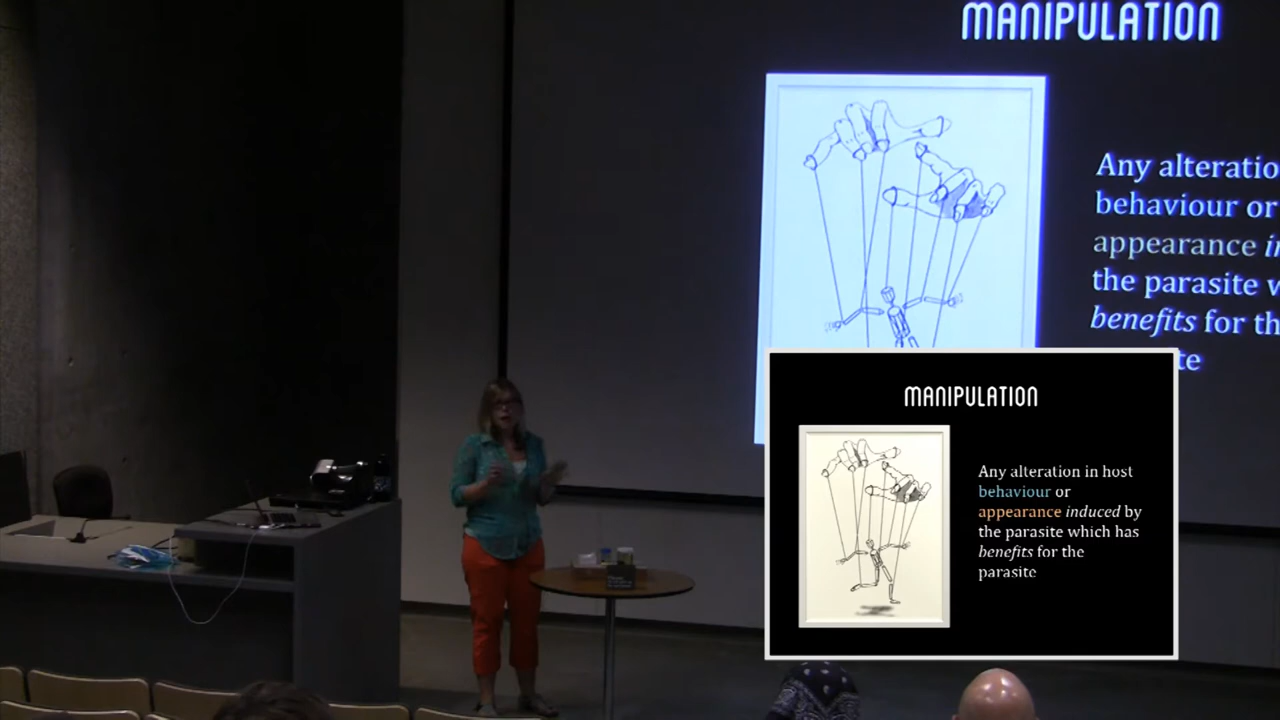 MANIPULATION
Any alteratio
behaviour or
appearance in
the parasite w
benefits for th
te
MANIPULATION
Any alteration in host
behaviour or
appearance induced by
the parasite which has
benefits for the
parasite